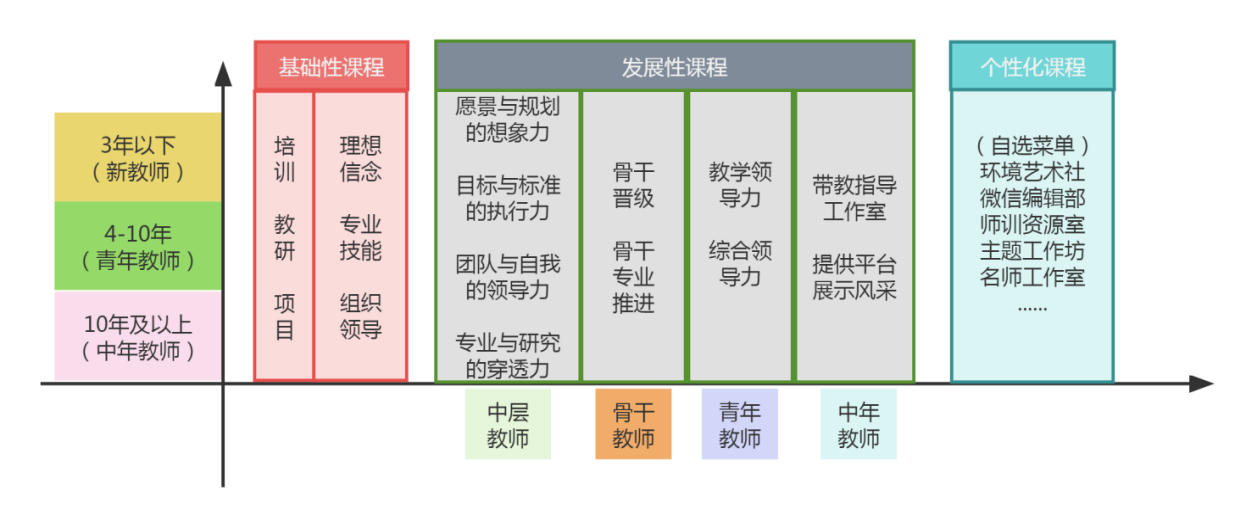 基础性课程
发展性课程
个性化课程
3年以下
（新教师）
4-10年
（青年教师）
10年及以上
（中年教师）
培
训
教
研
项
目
理想
信念
专业
技能
组织
领导
愿景与规划
的想象力
目标与标准
的执行力
团队与自我
的领导力
专业与研究
的穿透力
骨干
晋级
骨干
专业
推进
教学领
导力
综合领
导力
带教指导
工作室
提供平台
展示风采
（自选菜单）
环境艺术社
微信编辑部
师训资源室
主题工作坊
名师工作室
......
中层
教师
骨干
教师
青年
教师
中年
教师